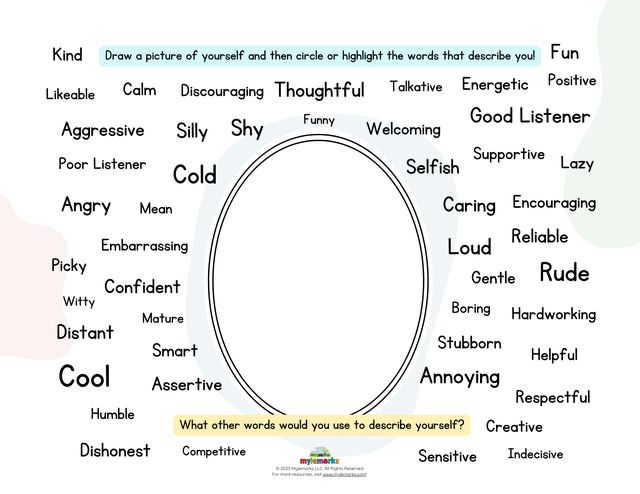 Kind
Draw a picture of yourself and then circle or highlight the words that describe you!
Fun
Likeable
Calm
Discouraging
Thoughtful
Talkative
Energetic
Positive
Aggressive
Silly
Shy
Funny
Welcoming
Good Listener
Poor Listener
Cold
Selfish
Supportive
Lazy
Angry
Mean
Caring
Encouraging
Embarrassing
Loud
Reliable
Picky
Confident
Gentle
Rude
Witty
Mature
Boring
Hardworking
Distant
Smart
Stubborn
Helpful
Cool
Assertive
Annoying
Respectful
Humble
What other words would you use to describe yourself?
Creative
Dishonest
Competitive
Sensitive
Indecisive
mylemarks
© 2023 Mylemarks LLC. All Rights Reserved.
For more resources, visit www.mylemarks.com!